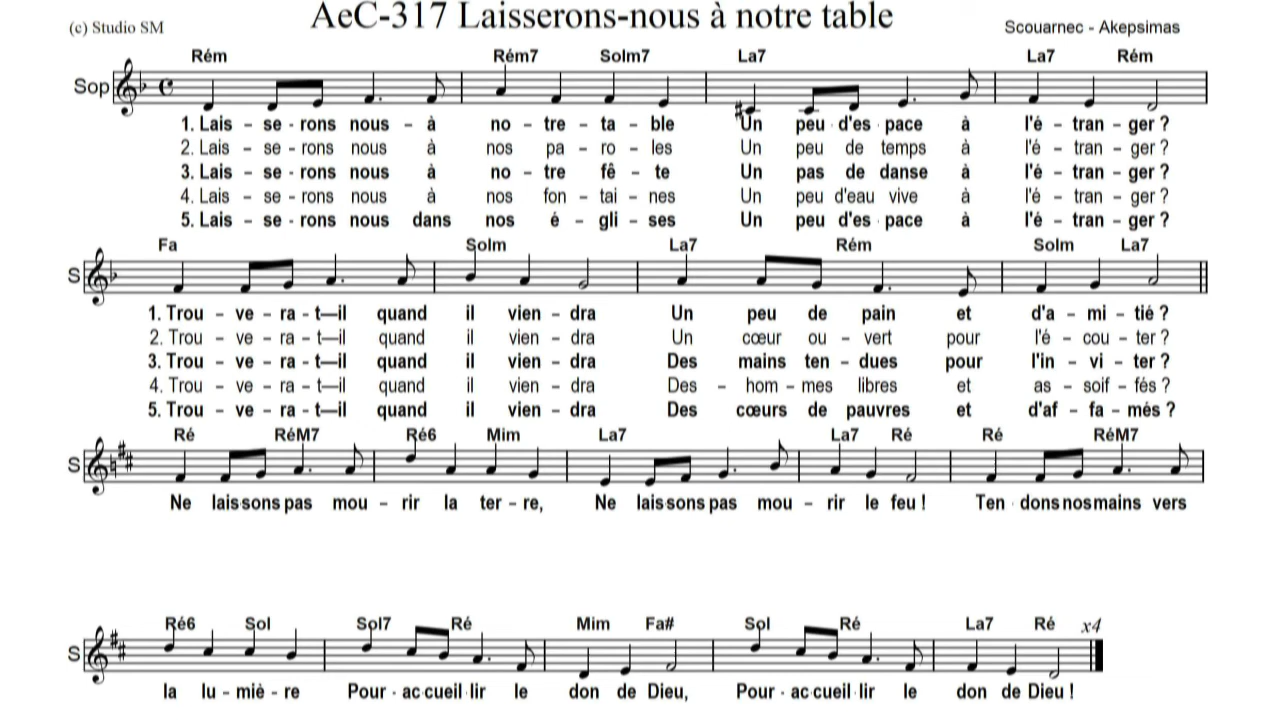 AeC-317 Laisserons-nous à notre table
(c) Studio SM
Scouarnec - Akepsimas
Rém Rém7 Solm7 La7 La7 Rém
Sop
1. Lais - se - rons nous - à no - tre - ta - ble Un peu d'es pace à l'é - tran - ger ?
2. Lais - se - rons nous à nos pa - ro - les Un peu de temps à l'é - tran - ger ?
3. Lais - se - rons nous à no - tre fê - te Un pas de danse à l'é - tran - ger ?
4. Lais - se - rons nous à nos fon - tai - nes Un peu d'eau vive à l'é - tran - ger ?
5. Lais - se - rons nous dans nos é - gli - ses Un peu d'es pace à l'é - tran - ger ?
Fa Solm La7 Rém Solm La7
S
1. Trou - ve - ra - t—il quand il vien - dra Un peu de pain et d'a - mi - tié ?
2. Trou - ve - ra - t—il quand il vien - dra Un cœur ou - vert pour l'é - cou - ter ?
3. Trou - ve - ra - t—il quand il vien - dra Des mains ten - dues pour l'in - vi - ter ?
4. Trou - ve - ra - t—il quand il vien - dra Des - hom - mes libres et as - soif - fés ?
5. Trou - ve - ra - t—il quand il vien - dra Des cœurs de pauvres et d'af - fa - més ?
Ré RéM7 Ré6 Mim La7 La7 Ré Ré RéM7
S
Ne laissons pas mou - rir la ter - re, Ne laissons pas mou - rir le feu ! Ten - dons nos mains vers
Ré6 Sol Sol7 Ré Mim Fa# Sol Ré La7 Ré x4
S
la lu - miè - re Pour - ac cueil lir le don de Dieu, Pour - ac cueil lir le don de Dieu !